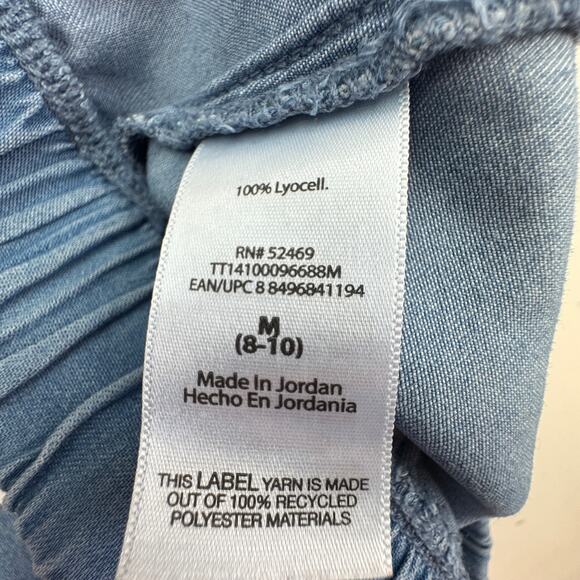 100% Lyocell.
RN# 52469
TT14100096688M
EAN/UPC 8 8496841194
M
(8-10)
Made In Jordan
Hecho En Jordania
THIS LABEL YARN IS MADE
OUT OF 100% RECYCLED
POLYESTER MATERIALS